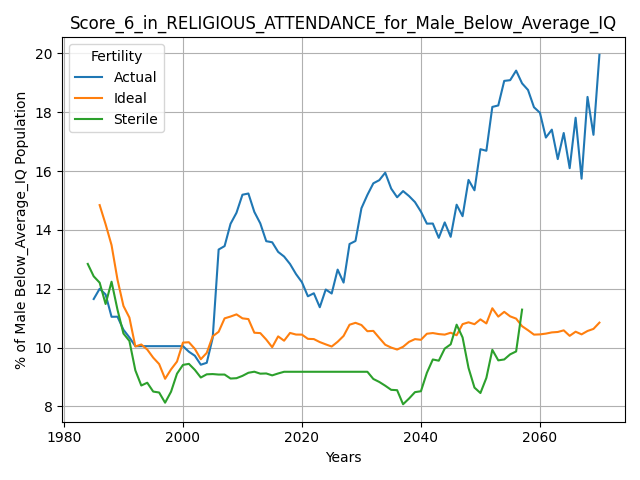 Score_6_in_RELIGIOUS_ATTENDANCE_for_Male_Below_Average_IQ
Fertility
Actual
Ideal
Sterile
% of Male Below_Average_IQ Population
20
18
16
14
12
10
8
1980
2000
2020
2040
2060
Years